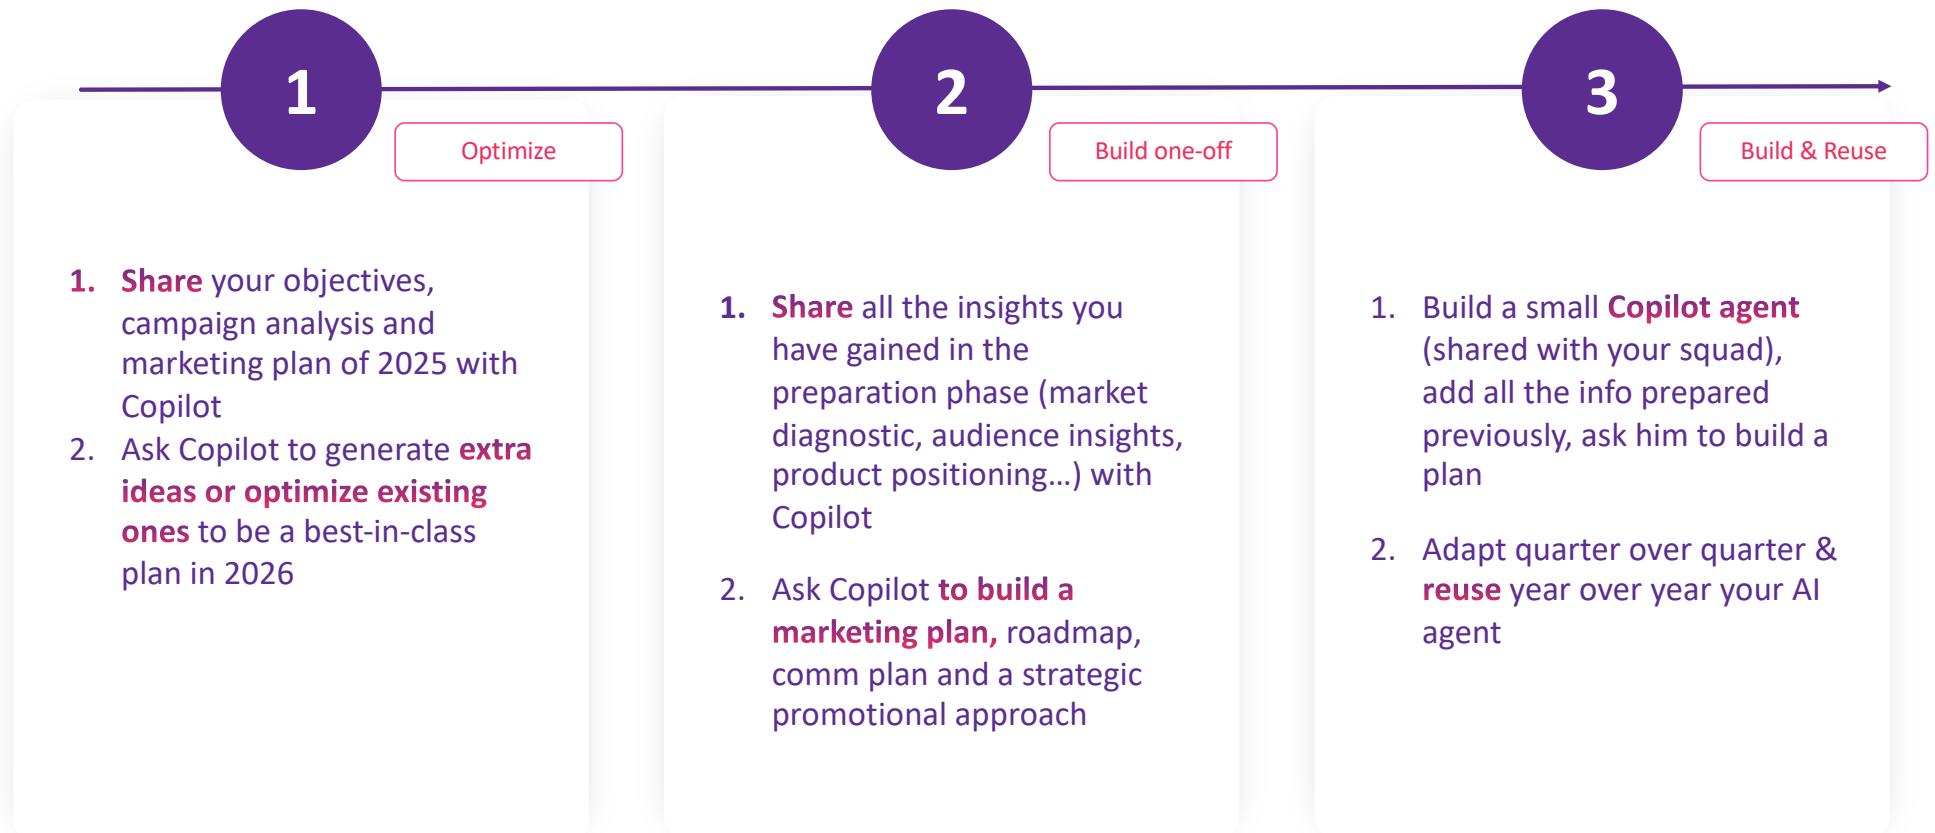 1
Optimize
1. Share your objectives,
campaign analysis and
marketing plan of 2025 with
Copilot
2. Ask Copilot to generate extra
ideas or optimize existing
ones to be a best-in-class
plan in 2026
2
Build one-off
1. Share all the insights you
have gained in the
preparation phase (market
diagnostic, audience insights,
product positioning...) with
Copilot
2. Ask Copilot to build a
marketing plan, roadmap,
comm plan and a strategic
promotional approach
3
Build & Reuse
1. Build a small Copilot agent
(shared with your squad),
add all the info prepared
previously, ask him to build a
plan
2. Adapt quarter over quarter &
reuse year over year your AI
agent